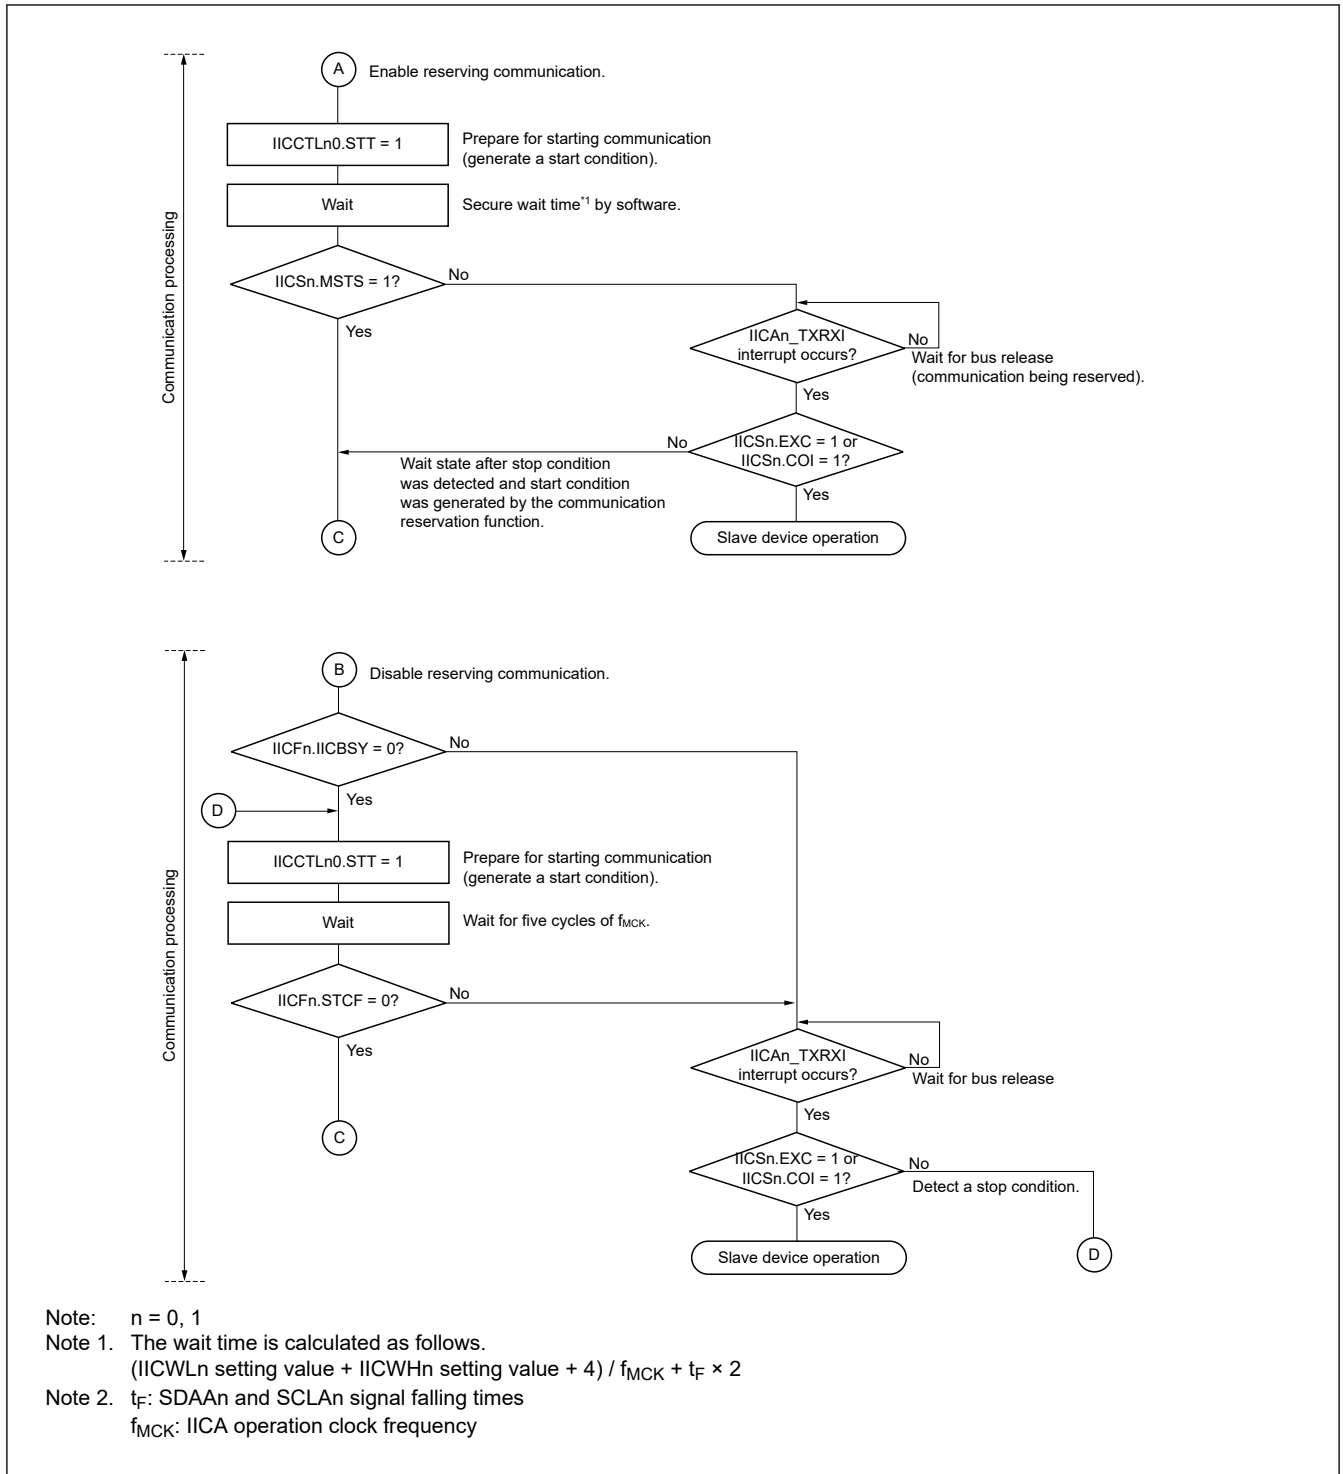 A
Enable reserving communication.
IICCTLn0.STT = 1
Prepare for starting communication
(generate a start condition).
Wait
Secure wait time*1 by software.
IICSn.MSTS = 1?
No
Yes
IICAn_TXRXI
interrupt occurs?
No
Wait for bus release
(communication being reserved).
Yes
IICSn.EXC = 1 or
IICSn.COI = 1?
No
Wait state after stop condition
was detected and start condition
was generated by the communication
reservation function.
Yes
C
Slave device operation
Communication processing
B
Disable reserving communication.
IICFn.IICBSY = 0?
No
Yes
D
IICCTLn0.STT = 1
Prepare for starting communication
(generate a start condition).
Wait
Wait for five cycles of fMCK.
IICFn.STCF = 0?
No
Yes
IICAn_TXRXI
interrupt occurs?
No
Wait for bus release
Yes
C
IICSn.EXC = 1 or
IICSn.COI = 1?
No
Detect a stop condition.
Yes
Slave device operation
D
Communication processing
Note: n = 0, 1
Note 1. The wait time is calculated as follows.
(IICWLn setting value + IICWHn setting value + 4) / fMCK + tF × 2
Note 2. tF: SDAAn and SCLAn signal falling times
fMCK: IICA operation clock frequency